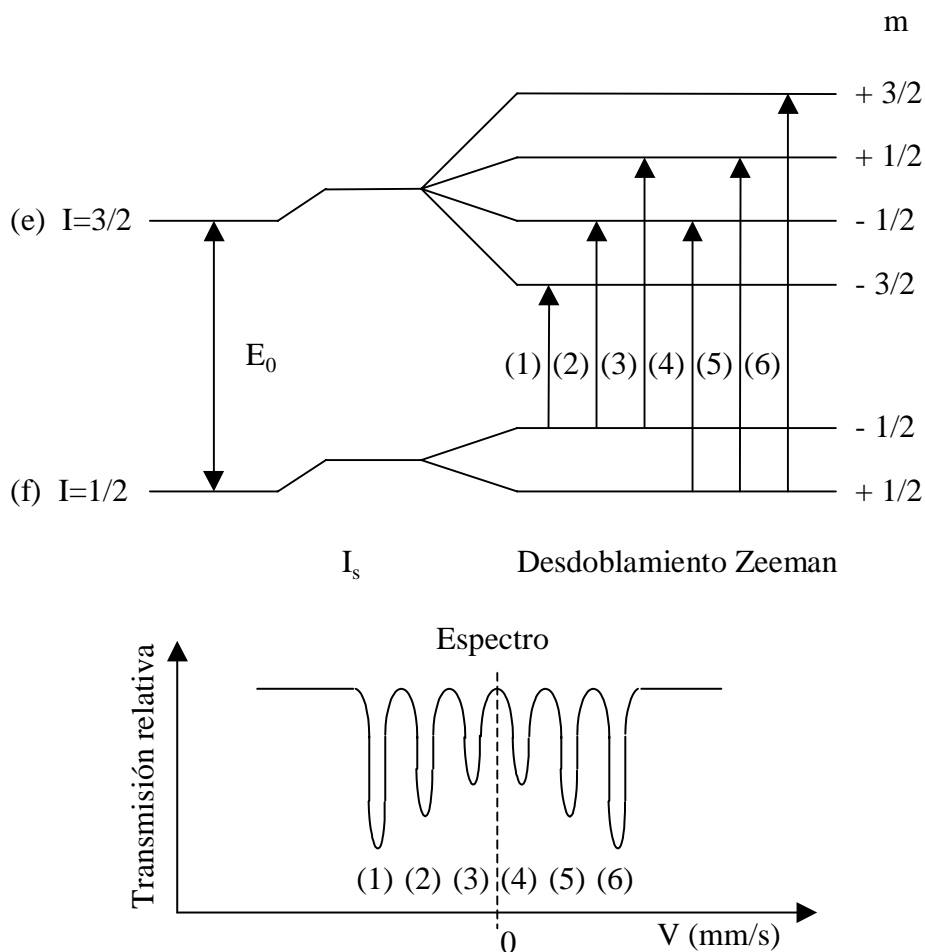 m
+ 3/2
+ 1/2
(e) I=3/2
- 1/2
- 3/2
E₀
(1) (2) (3) (4) (5) (6)
- 1/2
(f) I=1/2
+ 1/2
Iₛ
Desdoblamiento Zeeman
Espectro
Transmisión relativa
(1) (2) (3) (4) (5) (6)
0
V (mm/s)